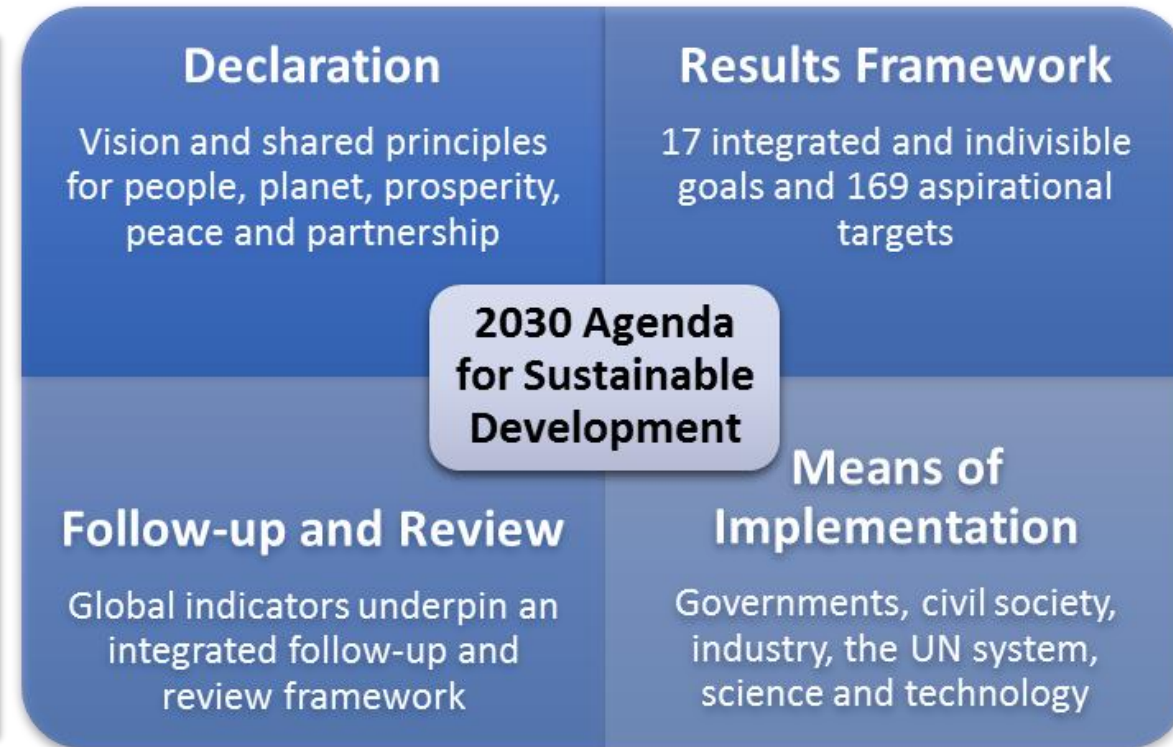 Declaration
Vision and shared principles
for people, planet, prosperity,
peace and partnership
Results Framework
17 integrated and indivisible
goals and 169 aspirational
targets
2030 Agenda
for Sustainable
Development
Follow-up and Review
Global indicators underpin an
integrated follow-up and
review framework
Means of
Implementation
Governments, civil society,
industry, the UN system,
science and technology